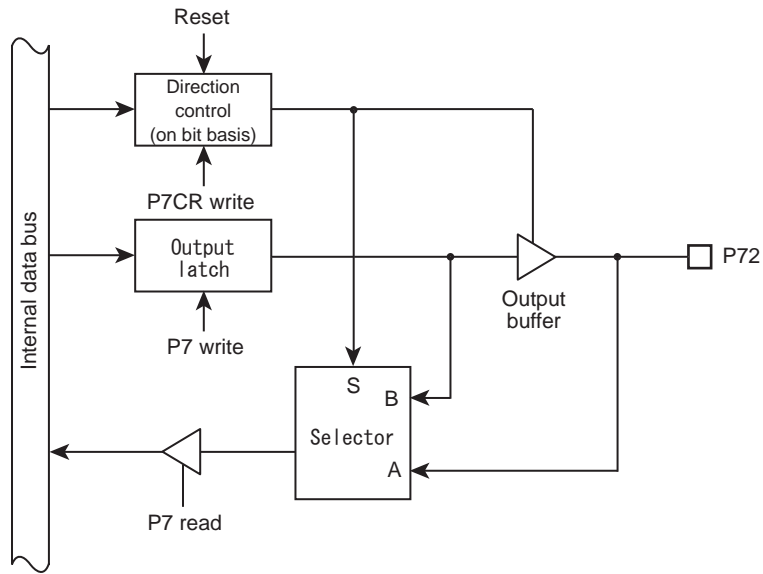 Reset
Direction
control
(on bit basis)
P7CR write
Internal data bus
Output
latch
P7 write
Output
buffer
P72
S
B
Selector
A
P7 read